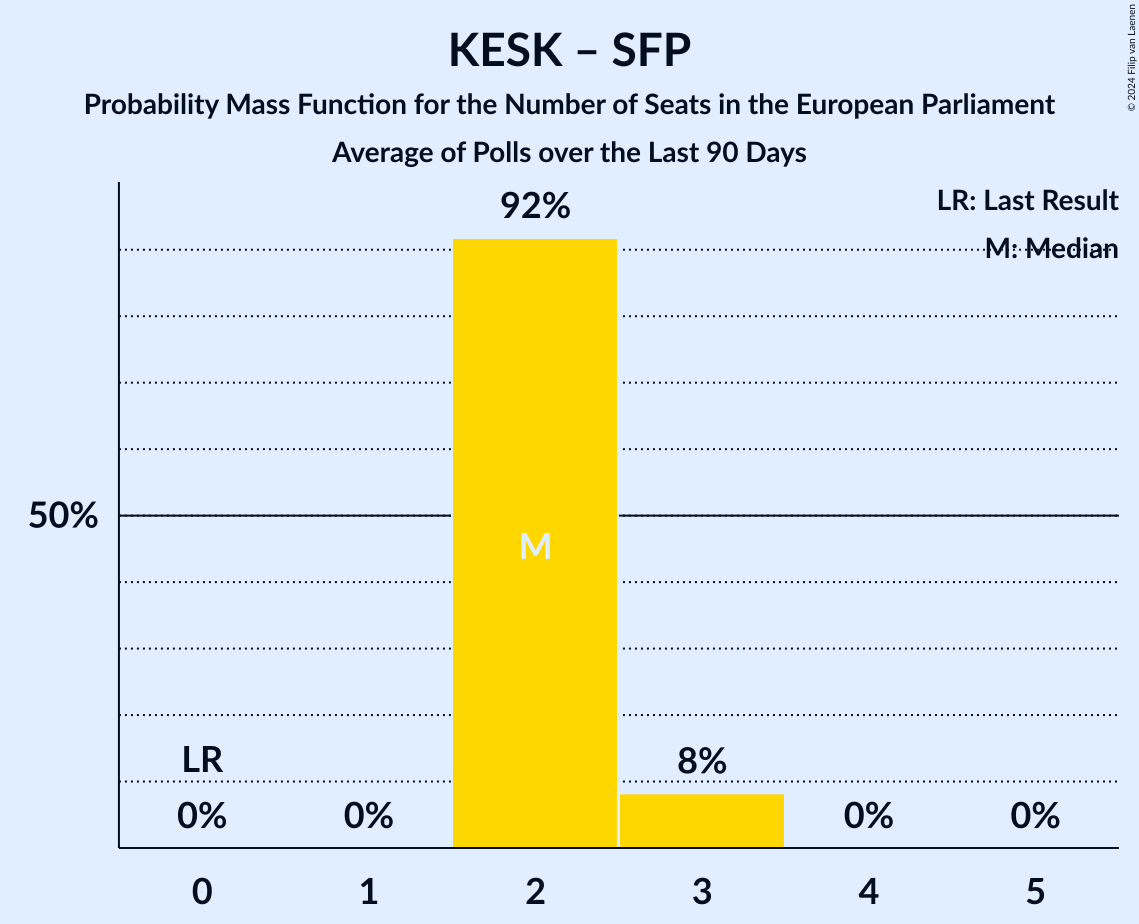 KESK – SFP
Probability Mass Function for the Number of Seats in the European Parliament
Average of Polls over the Last 90 Days
© 2024 Filip van Laenen
LR: Last Result
M: Median
92%
50%
M
LR
8%
0%
0%
0%
0%
0
1
2
3
4
5